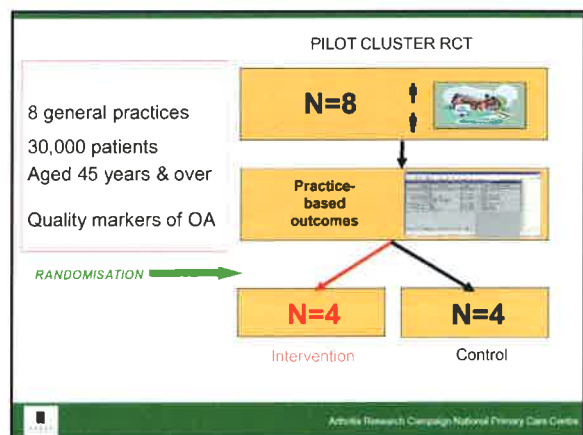 PILOT CLUSTER RCT
8 general practices
30,000 patients
Aged 45 years & over
Quality markers of OA
N=8
Practice-
based
outcomes
RANDOMISATION
N=4
N=4
Intervention
Control
Arthritis Research Campaign National Primary Care Centre